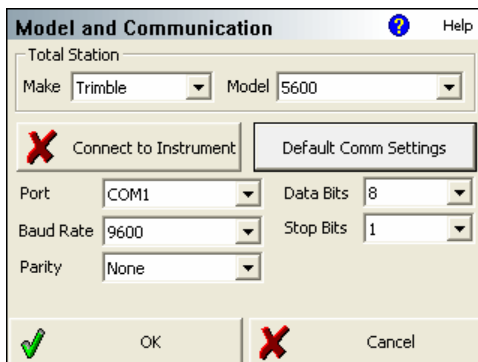 Model and Communication ? Help
Total Station
Make Trimble Model 5600
Connect to Instrument Default Comm Settings
Port COM1 Data Bits 8
Baud Rate 9600 Stop Bits 1
Parity None
OK Cancel